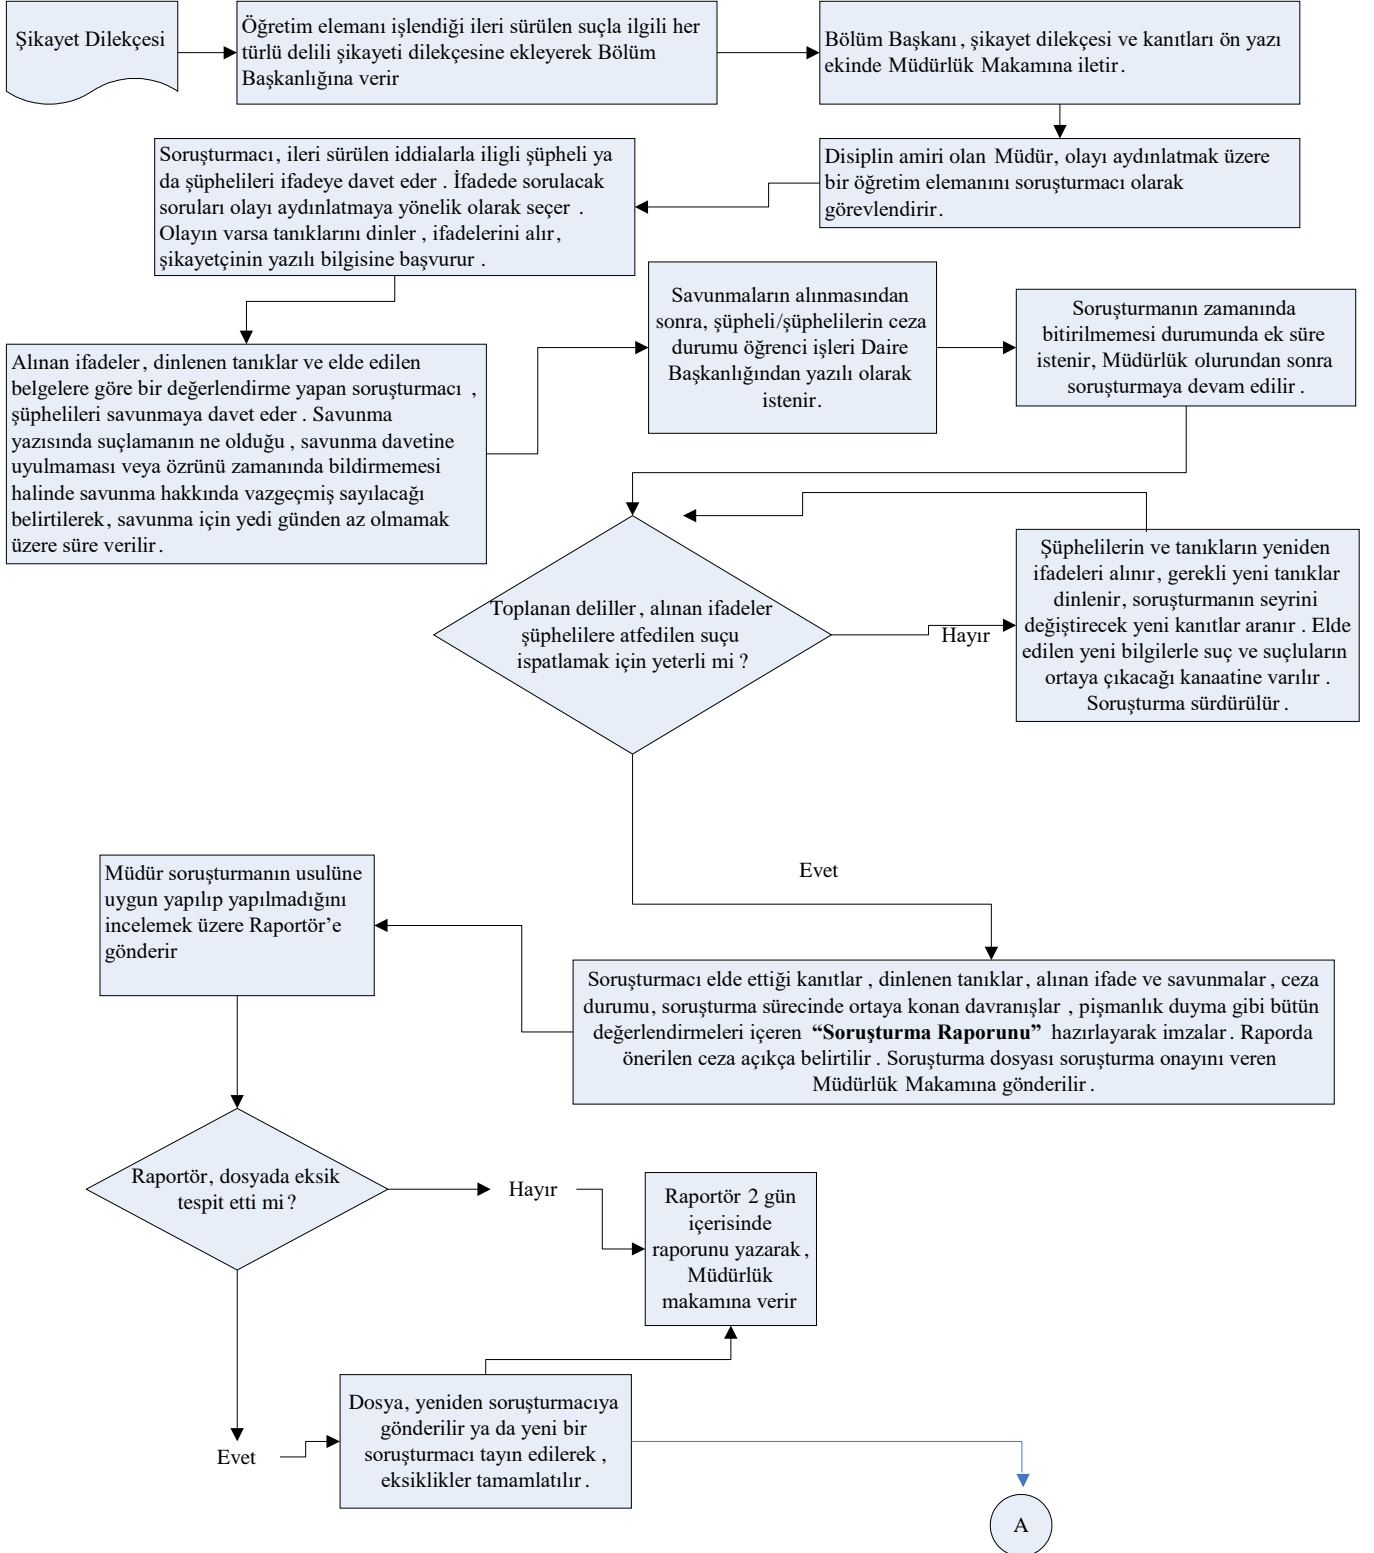 Şikayet Dilekçesi
Öğretim elemanı işlendiği ileri sürülen suçla ilgili her
türlü delili şikayeti dilekçesine ekleyerek Bölüm
Başkanlığına verir
Bölüm Başkanı, şikayet dilekçesi ve kanıtları ön yazı
ekinde Müdürlük Makamına iletir.
Disiplin amiri olan Müdür, olayı aydınlatmak üzere
bir öğretim elemanını soruşturmacı olarak
görevlendirir.
Soruşturmacı, ileri sürülen iddialarla iligli şüpheli ya
da şüphelileri ifadeye davet eder. İfadede sorulacak
soruları olayı aydınlatmaya yönelik olarak seçer.
Olayın varsa tanıklarını dinler, ifadelerini alır,
şikayetçinin yazılı bilgisine başvurur.
Alınan ifadeler, dinlenen tanıklar ve elde edilen
belgelere göre bir değerlendirme yapan soruşturmacı,
şüphelileri savunmaya davet eder. Savunma
yazısında suçlamanın ne olduğu, savunma davetine
uyulmaması veya özrünü zamanında bildirmemesi
halinde savunma hakkında vazgeçmiş sayılacağı
belirtilerek, savunma için yedi günden az olmamak
üzere süre verilir.
Savunmaların alınmasından
sonra, şüpheli/şüphelilerin ceza
durumu öğrenci işleri Daire
Başkanlığından yazılı olarak
istenir.
Soruşturmanın zamanında
bitirilmemesi durumunda ek süre
istenir, Müdürlük olurundan sonra
soruşturmaya devam edilir.
Toplanan deliller, alınan ifadeler
şüphelilere atfedilen suçu
ispatlamak için yeterli mi?
Hayır
Şüphelilerin ve tanıkların yeniden
ifadeleri alınır, gerekli yeni tanıklar
dinlenir, soruşturmanın seyrini
değiştirecek yeni kanıtlar aranır. Elde
edilen yeni bilgilerle suç ve suçluların
ortaya çıkacağı kanaatine varılır.
Soruşturma sürdürülür.
Evet
Soruşturmacı elde ettiği kanıtlar, dinlenen tanıklar, alınan ifade ve savunmalar, ceza
durumu, soruşturma sürecinde ortaya konan davranışlar, pişmanlık duyma gibi bütün
değerlendirmeleri içeren “Soruşturma Raporunu” hazırlayarak imzalar. Raporda
önerilen ceza açıkça belirtilir. Soruşturma dosyası soruşturma onayını veren
Müdürlük Makamına gönderilir.
Müdür soruşturmanın usulüne
uygun yapılıp yapılmadığını
incelemek üzere Raportör’e
gönderir
Raportör, dosyada eksik
tespit etti mi?
Hayır
Raportör 2 gün
içerisinde
raporunu yazarak,
Müdürlük
makamına verir
Evet
Dosya, yeniden soruşturmacıya
gönderilir ya da yeni bir
soruşturmacı tayin edilerek,
eksiklikler tamamlatılır.
A